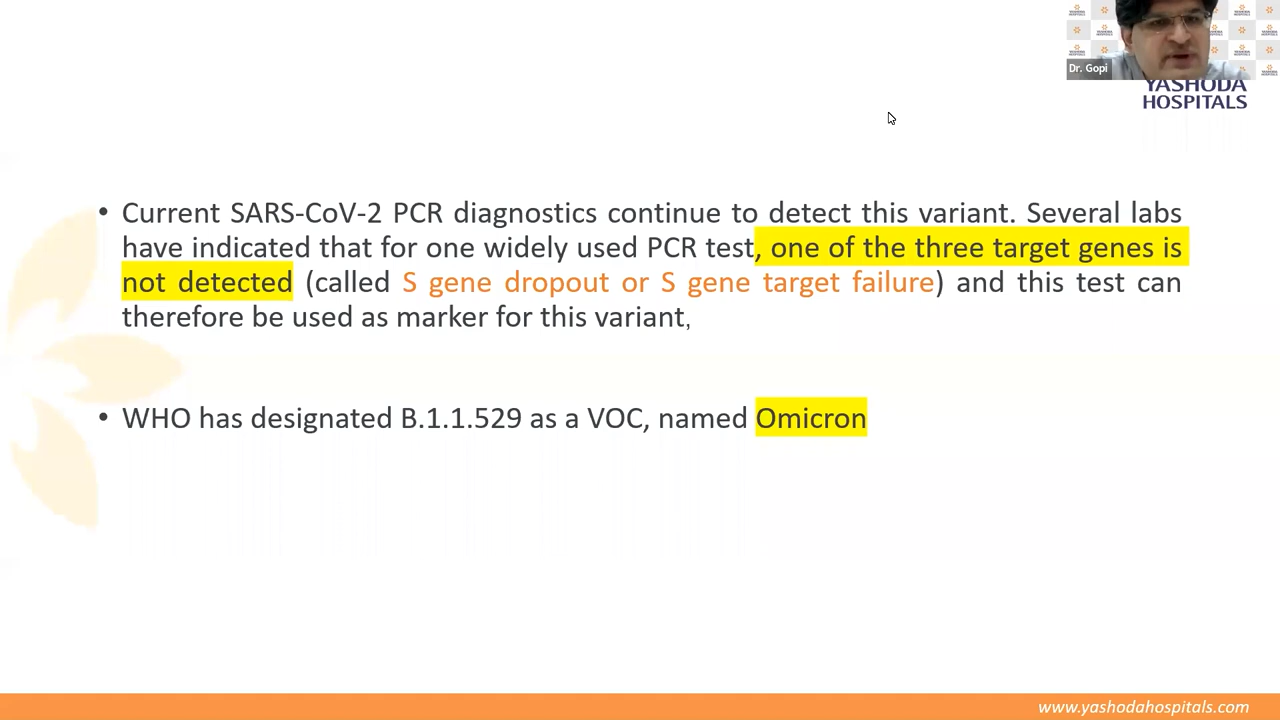 Dr. Gopi
YASHODA
HOSPITALS
• Current SARS-CoV-2 PCR diagnostics continue to detect this variant. Several labs
have indicated that for one widely used PCR test, one of the three target genes is
not detected (called S gene dropout or S gene target failure) and this test can
therefore be used as marker for this variant,
• WHO has designated B.1.1.529 as a VOC, named Omicron
www.yashodahospitals.com